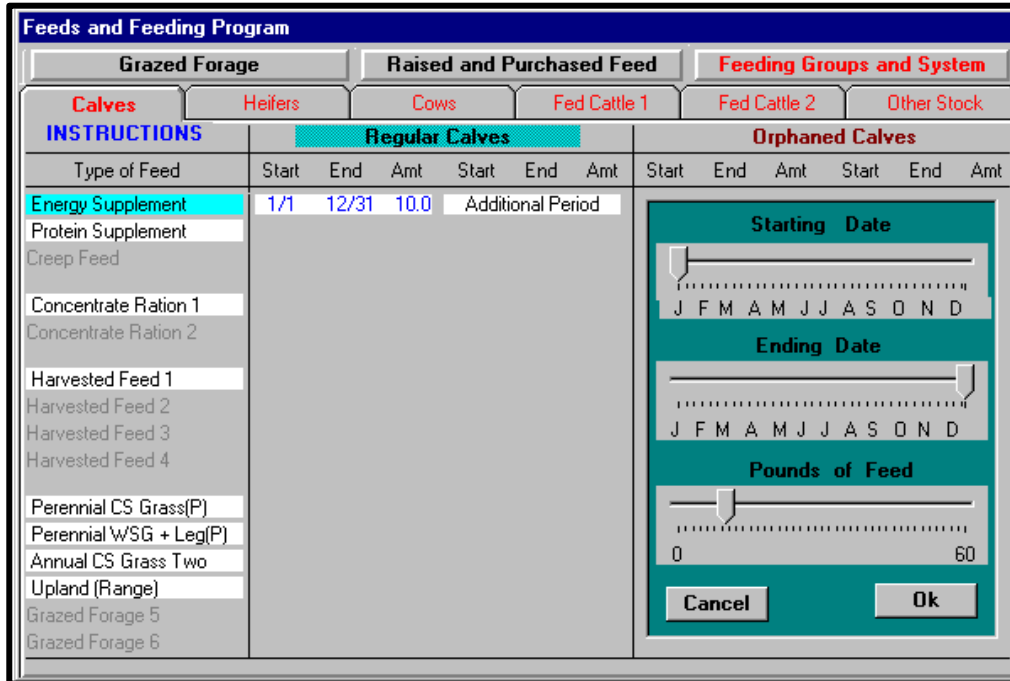 Feeds and Feeding Program
Grazed Forage Raised and Purchased Feed Feeding Groups and System
Calves Heifers Cows Fed Cattle 1 Fed Cattle 2 Other Stock
INSTRUCTIONS Regular Calves Orphaned Calves
Type of Feed Start End Amt Start End Amt Start End Amt Start End Amt
Energy Supplement 1/1 12/31 10.0 Additional Period
Protein Supplement
Creep Feed
Concentrate Ration 1
Concentrate Ration 2
Harvested Feed 1
Harvested Feed 2
Harvested Feed 3
Harvested Feed 4
Perennial CS Grass(P)
Perennial WSG + Leg(P)
Annual CS Grass Two
Upland (Range)
Grazed Forage 5
Grazed Forage 6
Starting Date
J F M A M J J A S O N D
Ending Date
J F M A M J J A S O N D
Pounds of Feed
0 60
Cancel Ok